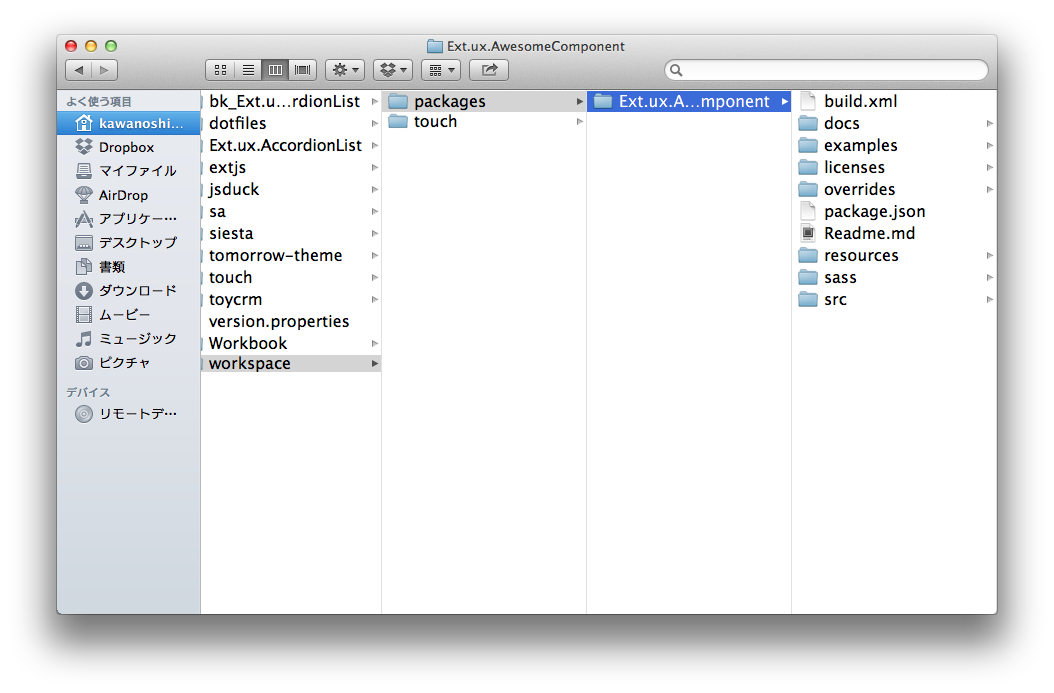 Ext.ux.AwesomeComponent
よく使う項目
kawanoshi...
Dropbox
マイファイル
AirDrop
アプリケー…
デスクトップ
書類
ダウンロード
ムービー
ミュージック
ピクチャ
デバイス
リモートデ…
bk_Ext.u...rdionList
dotfiles
Ext.ux.AccordionList
extjs
jsduck
sa
siesta
tomorrow-theme
touch
toycrm
version.properties
Workbook
workspace
packages
touch
Ext.ux.A...mponent
build.xml
docs
examples
licenses
overrides
package.json
Readme.md
resources
sass
src